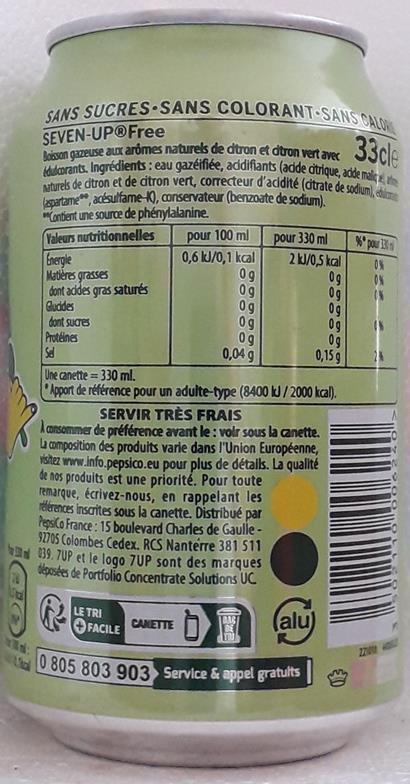 SANS SUCRES•SANS COLORANT•SANS
SEVEN-UP®Free
Boisson gazeuse aux arômes naturels de citron et citron vert avec 33cl e
édulcorants. Ingrédients : eau gazéifiée, acidifiants (acide citrique, acide malique),
naturels de citron et de citron vert, correcteur d'acidité (citrate de sodium),
(aspartame**, acésulfame-K), conservateur (benzoate de sodium).
**Contient une source de phénylalanine.
Valeurs nutritionnelles pour 100 ml pour 330 ml %* pour 330 ml
Énergie 0,6 kJ/0,1 kcal 2 kJ/0,5 kcal 0%
Matières grasses 0 g 0 g 0%
dont acides gras saturés 0 g 0 g 0%
Glucides 0 g 0 g
dont sucres 0 g 0 g 0%
Protéines 0 g 0 g
Sel 0,04 g 0,15 g 2%
Une canette = 330 ml.
* Apport de référence pour un adulte-type (8400 kJ / 2000 kcal).
SERVIR TRÈS FRAIS
À consommer de préférence avant le : voir sous la canette.
La composition des produits varie dans l'Union Européenne,
visitez www.info.pepsico.eu pour plus de détails. La qualité
de nos produits est une priorité. Pour toute
remarque, écrivez-nous, en rappelant les
références inscrites sous la canette. Distribué par
PepsiCo France : 15 boulevard Charles de Gaulle -
92705 Colombes Cedex. RCS Nanterre 381 511
039. 7UP et le logo 7UP sont des marques
déposées de Portfolio Concentrate Solutions UC.
LE TRI
+ FACILE
CANETTE
BAC
DE
TRI
alu
0 805 803 903 Service & appel gratuits